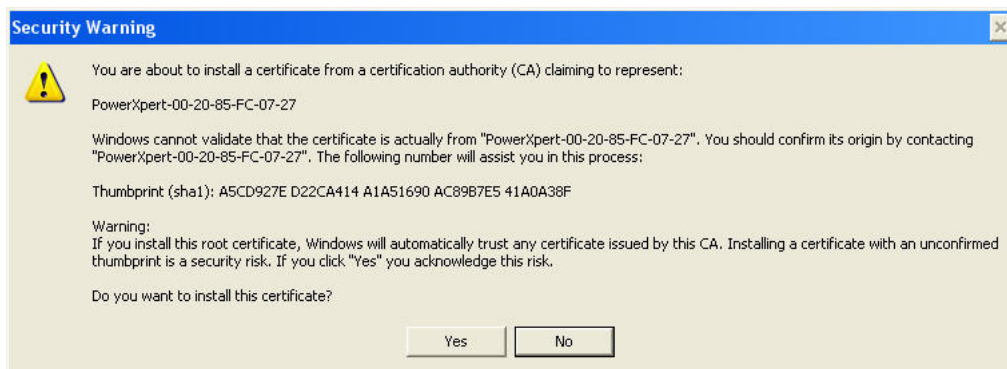 Security Warning
You are about to install a certificate from a certification authority (CA) claiming to represent:
PowerXpert-00-20-85-FC-07-27
Windows cannot validate that the certificate is actually from "PowerXpert-00-20-85-FC-07-27". You should confirm its origin by contacting
"PowerXpert-00-20-85-FC-07-27". The following number will assist you in this process:
Thumbprint (sha1): A5CD927E D22CA414 A1A51690 AC89B7E5 41A0A38F
Warning:
If you install this root certificate, Windows will automatically trust any certificate issued by this CA. Installing a certificate with an unconfirmed
thumbprint is a security risk. If you click "Yes" you acknowledge this risk.
Do you want to install this certificate?
Yes
No